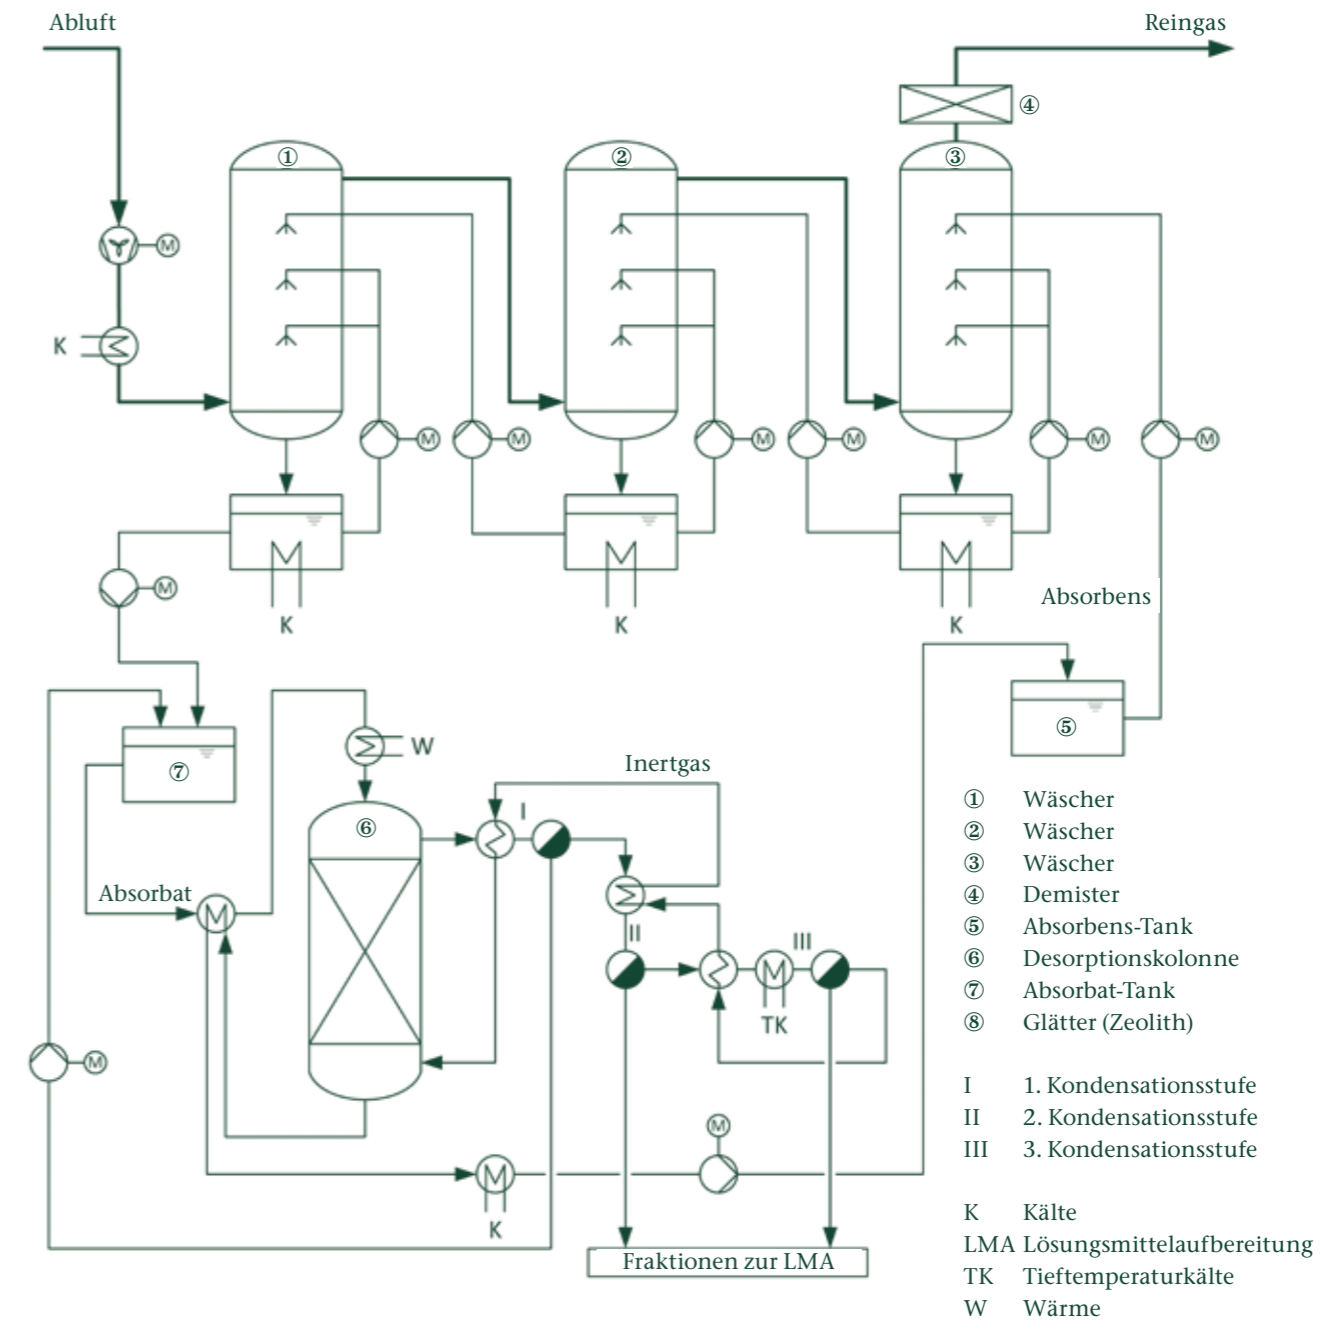 Abluft
Reingas
④
① ② ③
M
K
M M M M M M
M
K K K
Absorbens
⑤
⑦
W
Inertgas
⑥
I
Absorbat
M
II III
M
TK
M
M
M
K
Fraktionen zur LMA
① Wäscher
② Wäscher
③ Wäscher
④ Demister
⑤ Absorbens-Tank
⑥ Desorptionskolonne
⑦ Absorbat-Tank
⑧ Glätter (Zeolith)
I 1. Kondensationsstufe
II 2. Kondensationsstufe
III 3. Kondensationsstufe
K Kälte
LMA Lösungsmittelaufbereitung
TK Tieftemperaturkälte
W Wärme